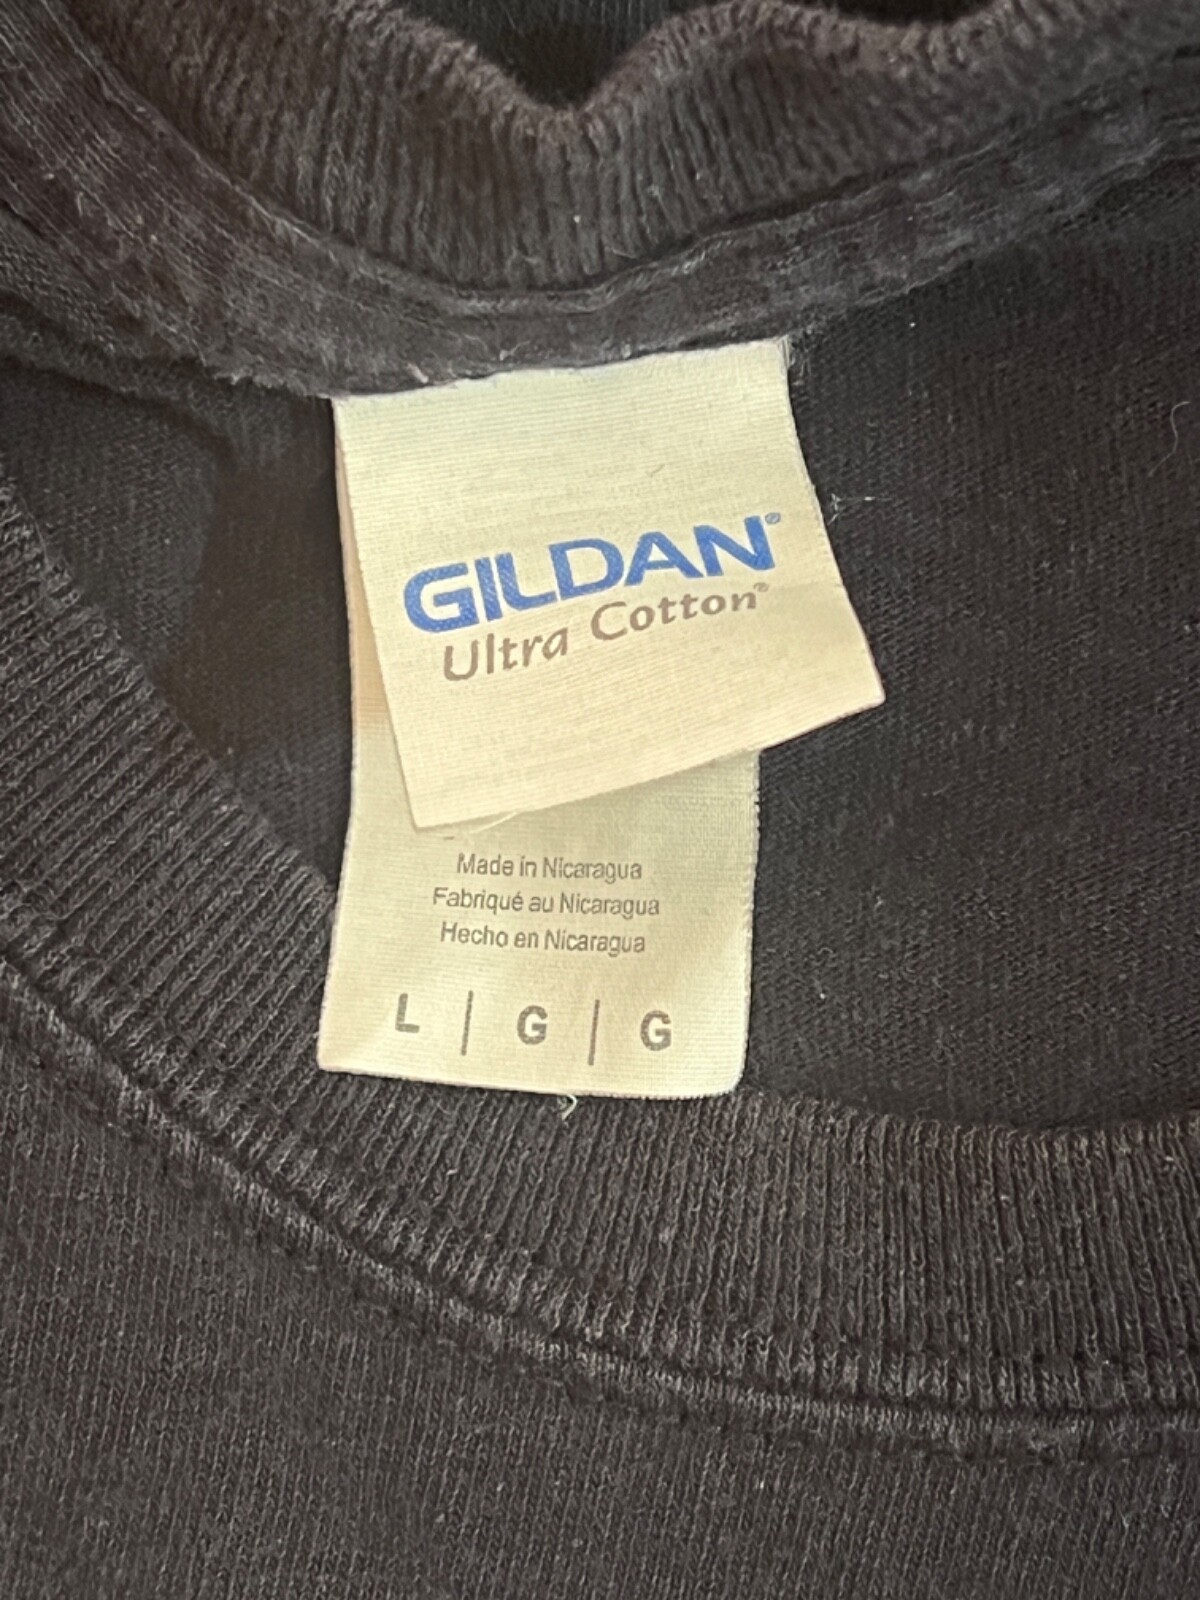 GILDAN®
Ultra Cotton®
Made in Nicaragua
Fabriqué au Nicaragua
Hecho en Nicaragua
L | G | G